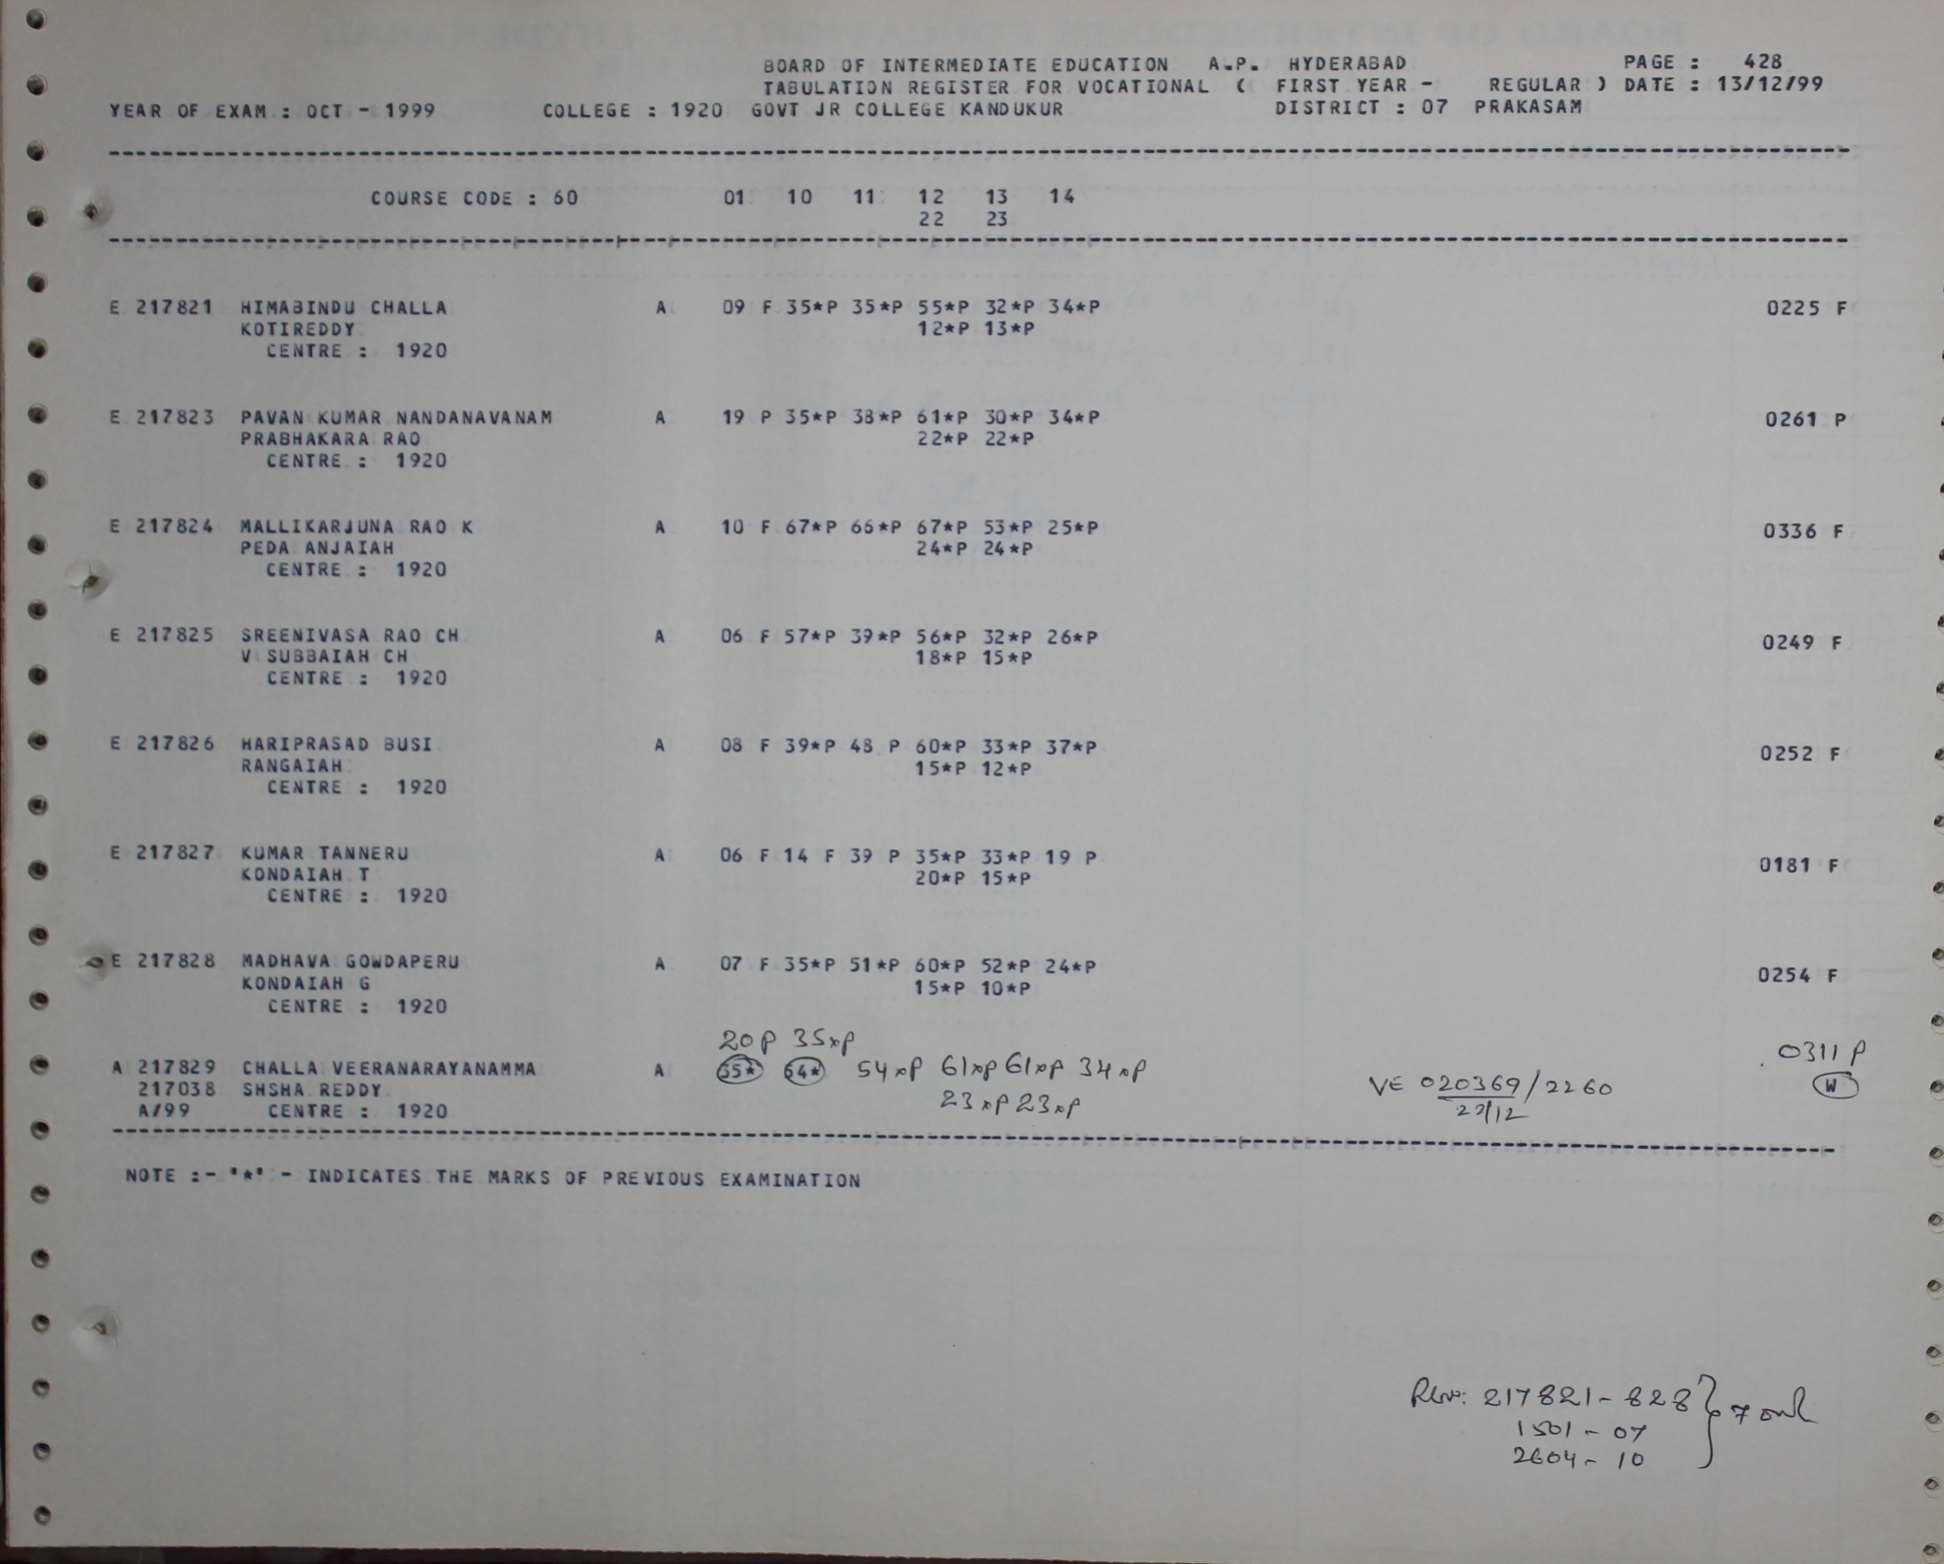 BOARD OF INTERMEDIATE EDUCATION A.P. HYDERABAD PAGE : 428
TABULATION REGISTER FOR VOCATIONAL ( FIRST YEAR - REGULAR ) DATE : 13/12/99
YEAR OF EXAM : OCT - 1999 COLLEGE : 1920 GOVT JR COLLEGE KANDUKUR DISTRICT : 07 PRAKASAM
COURSE CODE : 60 01 10 11 12 13 14
22 23
E 217821 HIMABINDU CHALLA A 09 F 35*P 35*P 55*P 32*P 34*P 0225 F
KOTIREDDY 12*P 13*P
CENTRE : 1920
E 217823 PAVAN KUMAR NANDANAVANAM A 19 P 35*P 38*P 61*P 30*P 34*P 0261 P
PRABHAKARA RAO 22*P 22*P
CENTRE : 1920
E 217824 MALLIKARJUNA RAO K A 10 F 67*P 66*P 67*P 53*P 25*P 0336 F
PEDA ANJAIAH 24*P 24*P
CENTRE : 1920
E 217825 SREENIVASA RAO CH A 06 F 57*P 39*P 56*P 32*P 26*P 0249 F
V SUBBAIAH CH 18*P 15*P
CENTRE : 1920
E 217826 HARIPRASAD BUSI A 08 F 39*P 48 P 60*P 33*P 37*P 0252 F
RANGAIAH 15*P 12*P
CENTRE : 1920
E 217827 KUMAR TANNERU A 06 F 14 F 39 P 35*P 33*P 19 P 0181 F
KONDAIAH T 20*P 15*P
CENTRE : 1920
E 217828 MADHAVA GOWDAPERU A 07 F 35*P 51*P 60*P 52*P 24*P 0254 F
KONDAIAH G 15*P 10*P
CENTRE : 1920
20 P 35*P 0311 P
A 217829 CHALLA VEERANARAYANAMMA A 35* 54* 54*P 61*P 61*P 34*P W
217038 SHSHA REDDY 23*P 23*P VE 020369/2260
A/99 CENTRE : 1920 27/12
NOTE :- "*" - INDICATES THE MARKS OF PREVIOUS EXAMINATION
217821-828 } 7
1501 - 07
2604 - 10